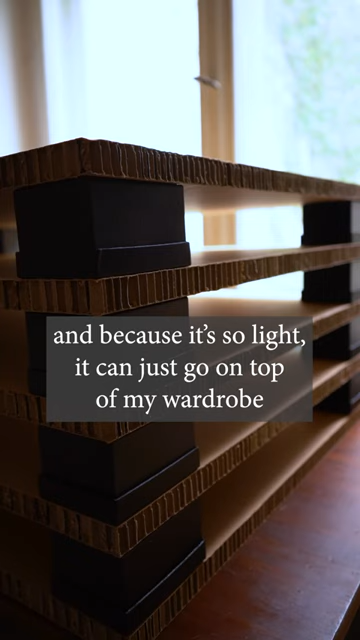 and because it’s so light,
it can just go on top
of my wardrobe